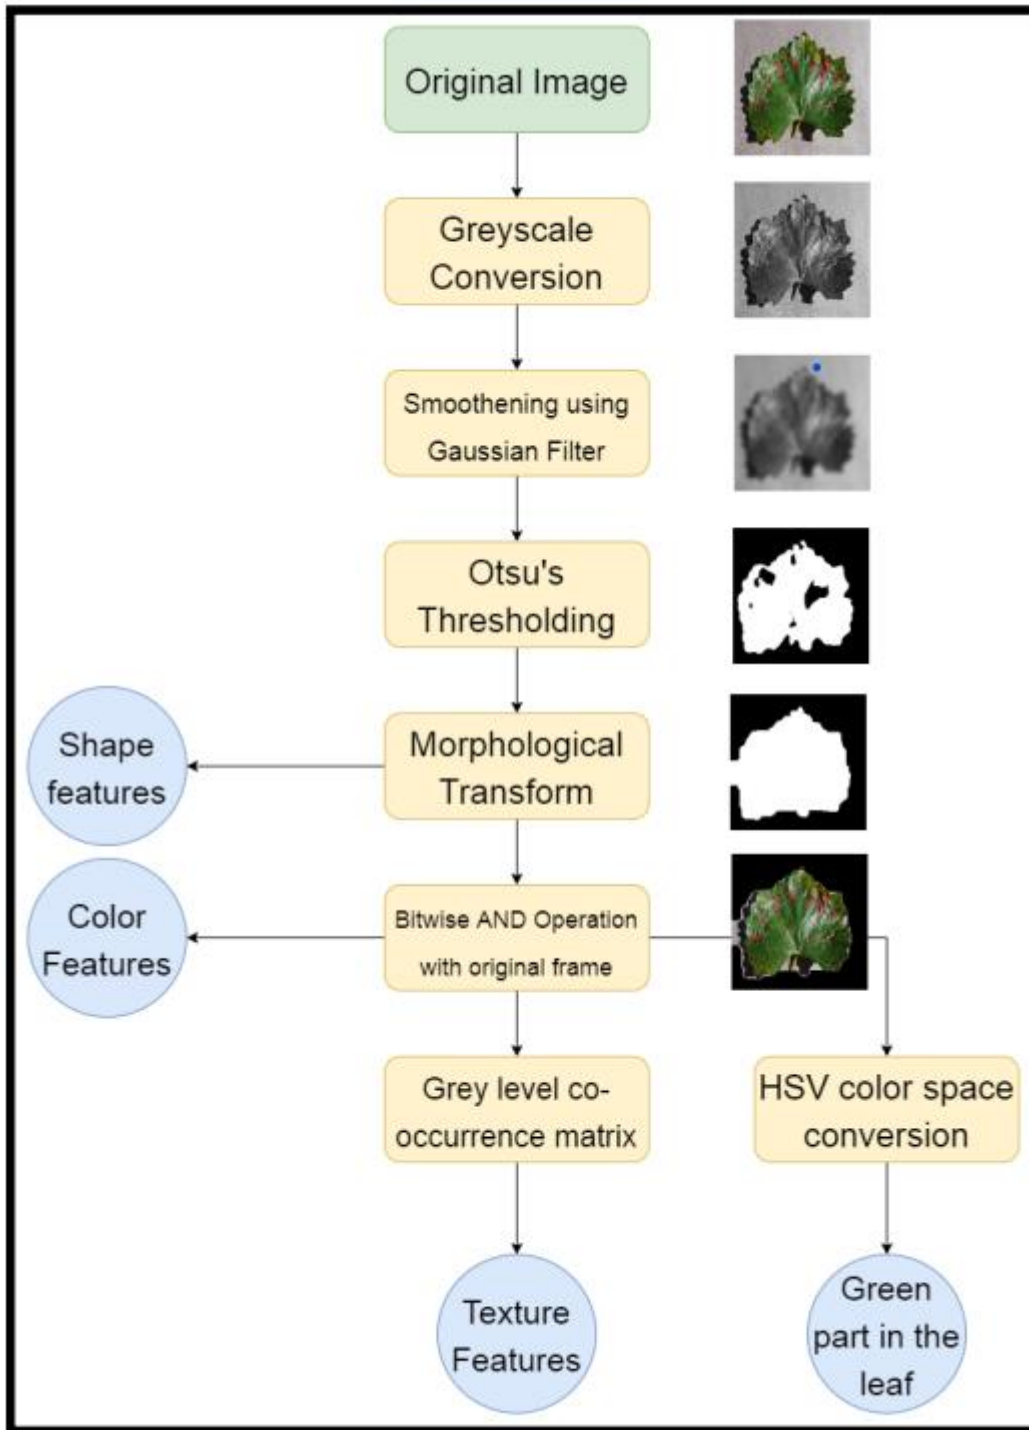 Original Image
Greyscale
Conversion
Smoothening using
Gaussian Filter
Otsu's
Thresholding
Shape
features
Morphological
Transform
Color
Features
Bitwise AND Operation
with original frame
Grey level co-
occurrence matrix
HSV color space
conversion
Texture
Features
Green
part in the
leaf